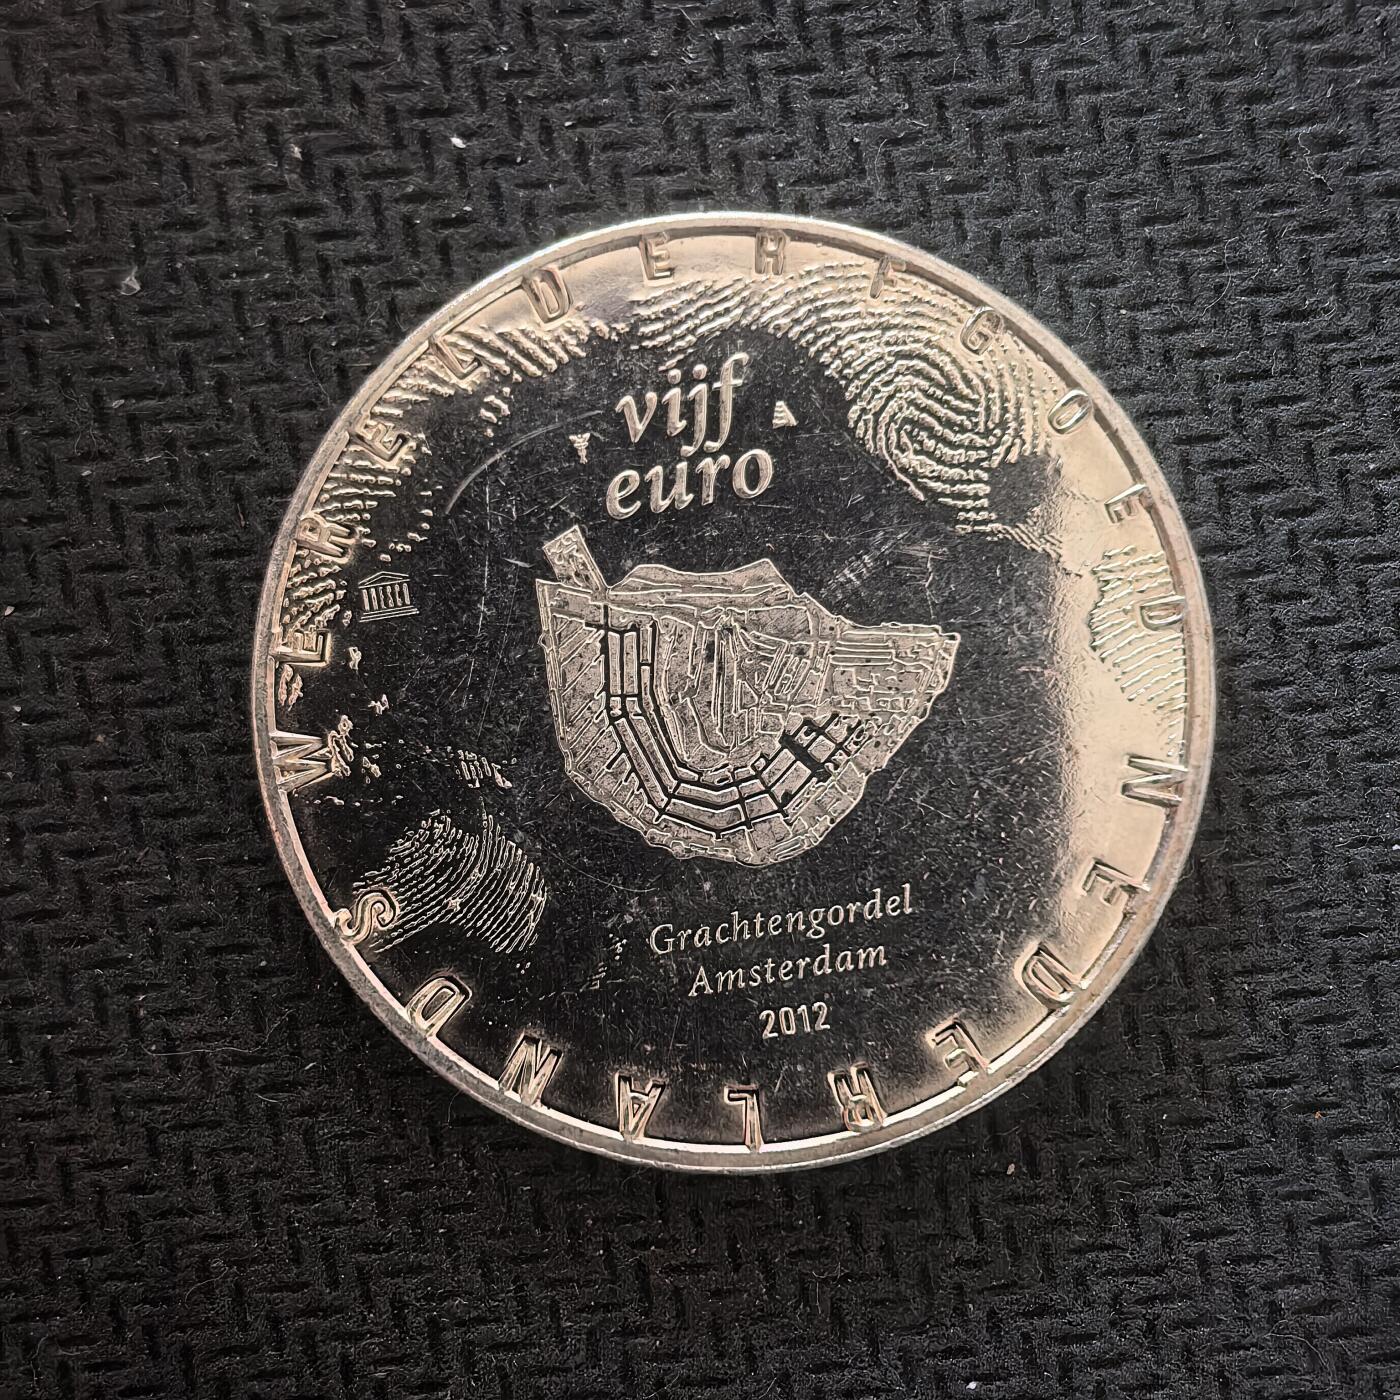 WERELDERFGOED NEDERLANDS
vijf
euro
Grachtengordel
Amsterdam
2012